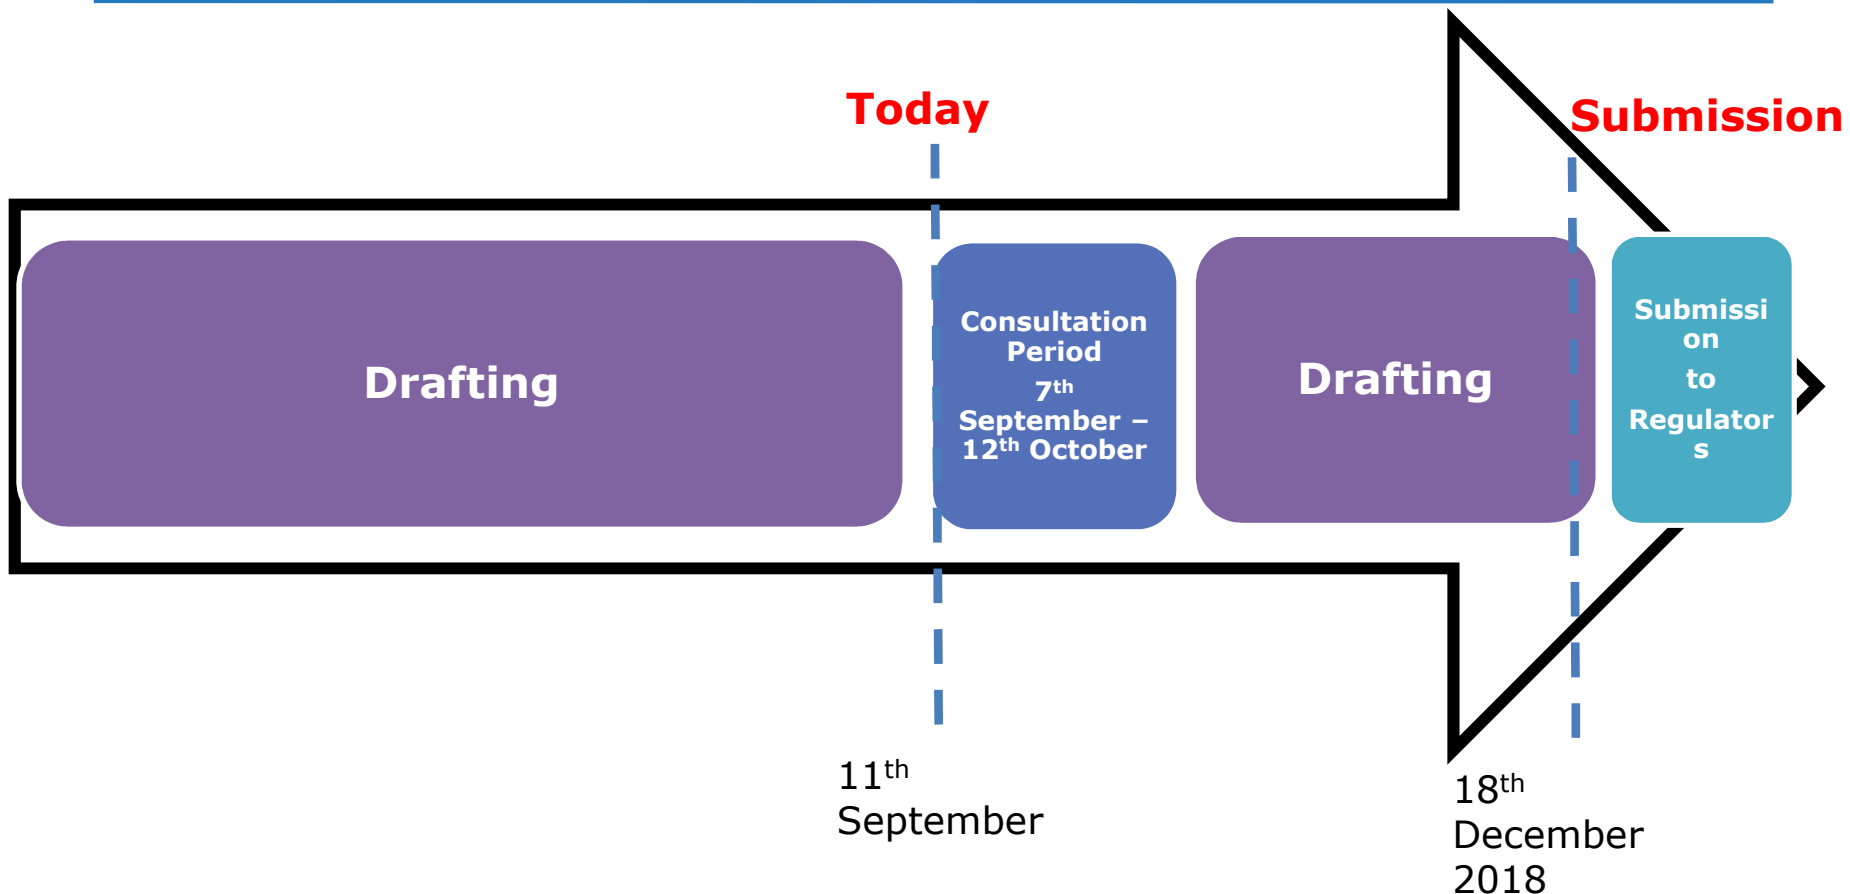 Today
Submission
Drafting
Consultation
Period
7th
September –
12th October
Drafting
Submissi
on
to
Regulator
s
11th
September
18th
December
2018